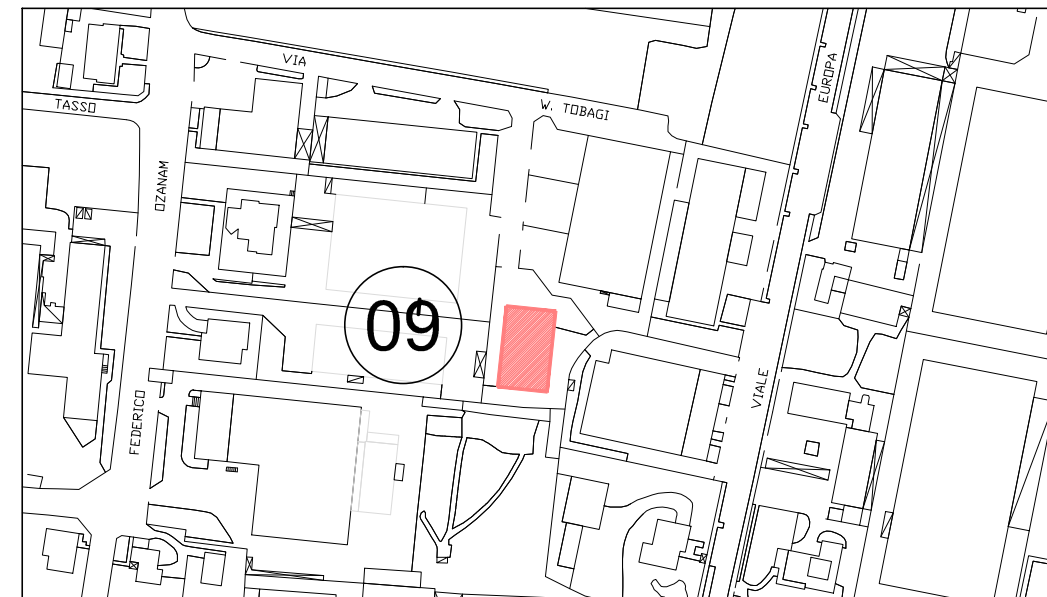 VIA
W. TOBAGI
TASSO
EUROPA
OZANAM
09
VIALE
FEDERICO